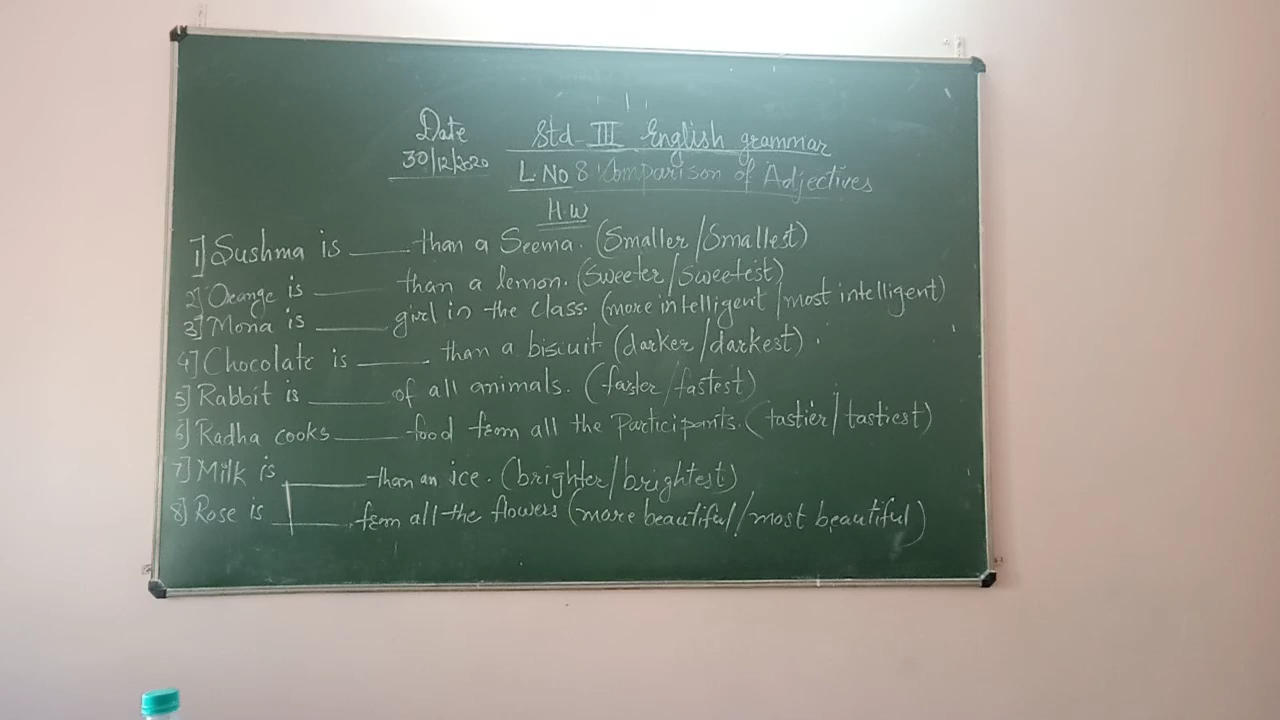 Date
30/12/2020
Std-III English grammar
L.No 8 Comparison of Adjectives
H.W
1] Sushma is ____ than a Seema. (Smaller/Smallest)
2] Orange is ____ than a lemon. (Sweeter/Sweetest)
3] Mona is ____ girl in the class. (more intelligent/most intelligent)
4] Chocolate is ____ than a biscuit (darker/darkest).
5] Rabbit is ____ of all animals. (faster/fastest)
6] Radha cooks ____ food from all the Participants. (tastier/tastiest)
7] Milk is ____ than an ice. (brighter/brightest)
8] Rose is ____ from all the flowers (more beautiful/most beautiful)